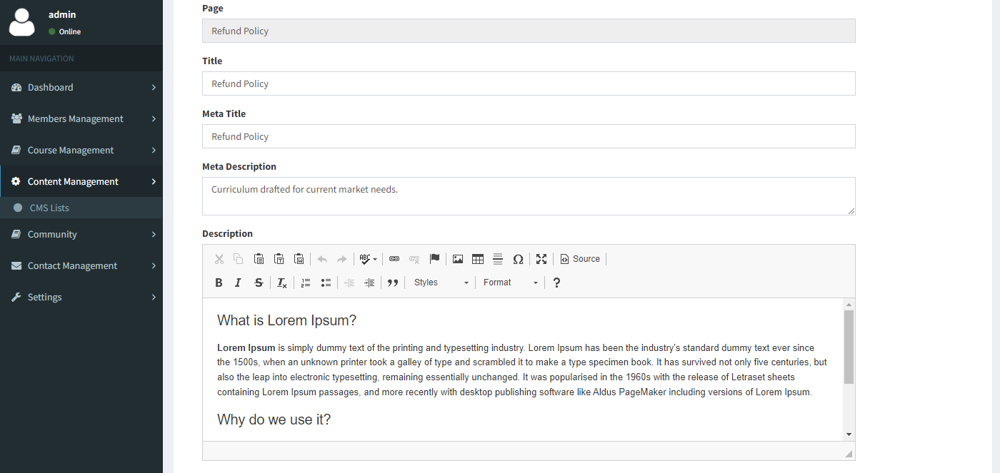 admin
Online
MAIN NAVIGATION
Dashboard
Members Management
Course Management
Content Management
CMS Lists
Community
Contact Management
Settings
Page
Refund Policy
Title
Refund Policy
Meta Title
Refund Policy
Meta Description
Curriculum drafted for current market needs.
Description
ABC
Source
B I S Tx
Styles
Format
?
What is Lorem Ipsum?
Lorem Ipsum is simply dummy text of the printing and typesetting industry. Lorem Ipsum has been the industry's standard dummy text ever since
the 1500s, when an unknown printer took a galley of type and scrambled it to make a type specimen book. It has survived not only five centuries, but
also the leap into electronic typesetting, remaining essentially unchanged. It was popularised in the 1960s with the release of Letraset sheets
containing Lorem Ipsum passages, and more recently with desktop publishing software like Aldus PageMaker including versions of Lorem Ipsum.
Why do we use it?